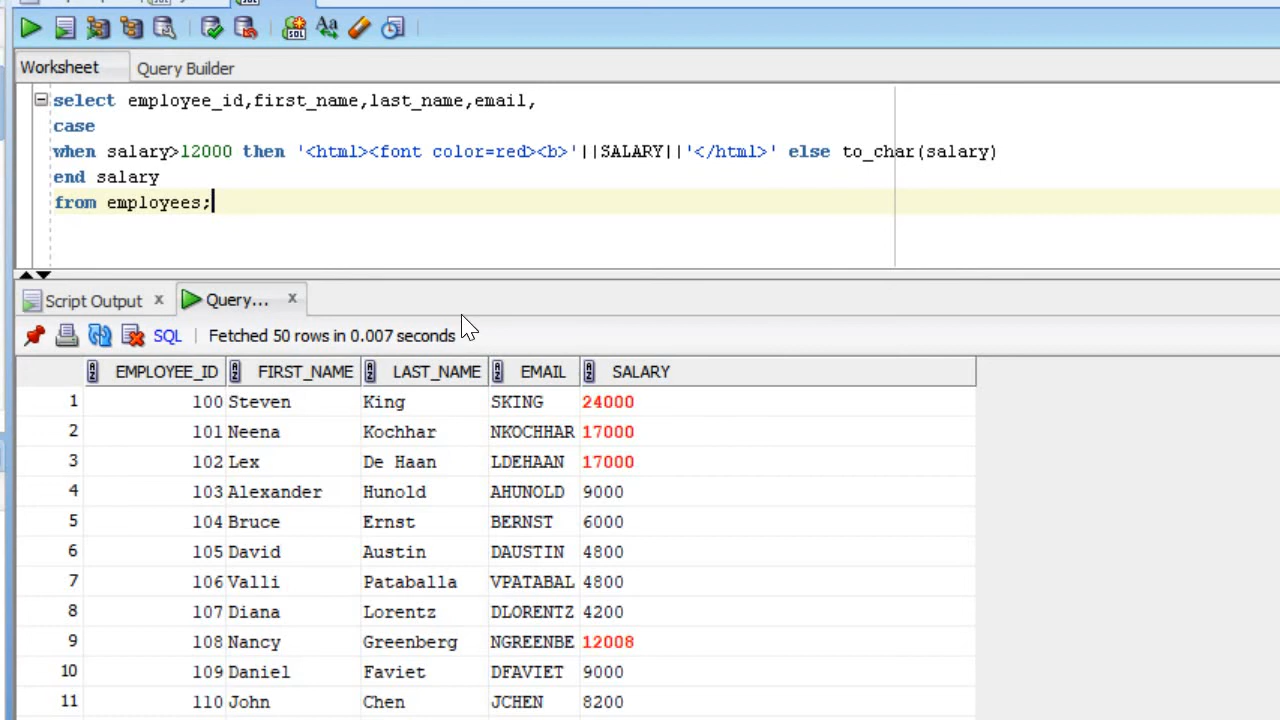 Worksheet Query Builder
select employee_id,first_name,last_name,email,
case
when salary>12000 then '<html><font color=red><b>'||SALARY||'</html>' else to_char(salary)
end salary
from employees;
Script Output x Query... x
SQL | Fetched 50 rows in 0.007 seconds
EMPLOYEE_ID FIRST_NAME LAST_NAME EMAIL SALARY
1 100 Steven King SKING 24000
2 101 Neena Kochhar NKOCHHAR 17000
3 102 Lex De Haan LDEHAAN 17000
4 103 Alexander Hunold AHUNOLD 9000
5 104 Bruce Ernst BERNST 6000
6 105 David Austin DAUSTIN 4800
7 106 Valli Pataballa VPATABAL 4800
8 107 Diana Lorentz DLORENTZ 4200
9 108 Nancy Greenberg NGREENBE 12008
10 109 Daniel Faviet DFAVIET 9000
11 110 John Chen JCHEN 8200